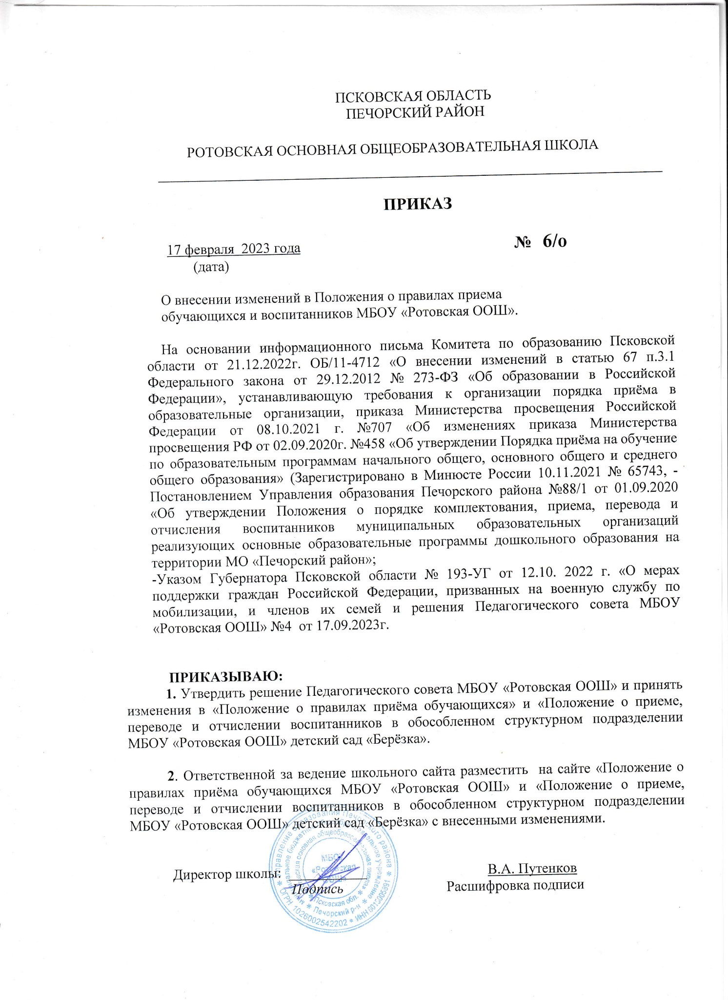 ПСКОВСКАЯ ОБЛАСТЬ
ПЕЧОРСКИЙ РАЙОН
РОТОВСКАЯ ОСНОВНАЯ ОБЩЕОБРАЗОВАТЕЛЬНАЯ ШКОЛА
ПРИКАЗ
17 февраля 2023 года № 6/о
(дата)
О внесении изменений в Положения о правилах приема
обучающихся и воспитанников МБОУ «Ротовская ООШ».
На основании информационного письма Комитета по образованию Псковской
области от 21.12.2022г. ОБ/11-4712 «О внесении изменений в статью 67 п.3.1
Федерального закона от 29.12.2012 № 273-ФЗ «Об образовании в Российской
Федерации», устанавливающую требования к организации порядка приёма в
образовательные организации, приказа Министерства просвещения Российской
Федерации от 08.10.2021 г. №707 «Об изменениях приказа Министерства
просвещения РФ от 02.09.2020г. №458 «Об утверждении Порядка приёма на обучение
по образовательным программам начального общего, основного общего и среднего
общего образования» (Зарегистрировано в Минюсте России 10.11.2021 № 65743, -
Постановлением Управления образования Печорского района №88/1 от 01.09.2020
«Об утверждении Положения о порядке комплектования, приема, перевода и
отчисления воспитанников муниципальных образовательных организаций
реализующих основные образовательные программы дошкольного образования на
территории МО «Печорский район»;
-Указом Губернатора Псковской области № 193-УГ от 12.10. 2022 г. «О мерах
поддержки граждан Российской Федерации, призванных на военную службу по
мобилизации, и членов их семей и решения Педагогического совета МБОУ
«Ротовская ООШ» №4 от 17.09.2023г.
ПРИКАЗЫВАЮ:
1. Утвердить решение Педагогического совета МБОУ «Ротовская ООШ» и принять
изменения в «Положение о правилах приёма обучающихся» и «Положение о приеме,
переводе и отчислении воспитанников в обособленном структурном подразделении
МБОУ «Ротовская ООШ» детский сад «Берёзка».
2. Ответственной за ведение школьного сайта разместить на сайте «Положение о
правилах приёма обучающихся МБОУ «Ротовская ООШ» и «Положение о приеме,
переводе и отчислении воспитанников в обособленном структурном подразделении
МБОУ «Ротовская ООШ» детский сад «Берёзка» с внесенными изменениями.
Директор школы: В.А. Путенков
Подпись Расшифровка подписи
образования Печорского района
ОГРН 1026002542202 * ИНН 6015005891
основная общеобразовательная школа
Печорский р-н
Псковская обл.
МБОУ
«Ротовская
ООШ»